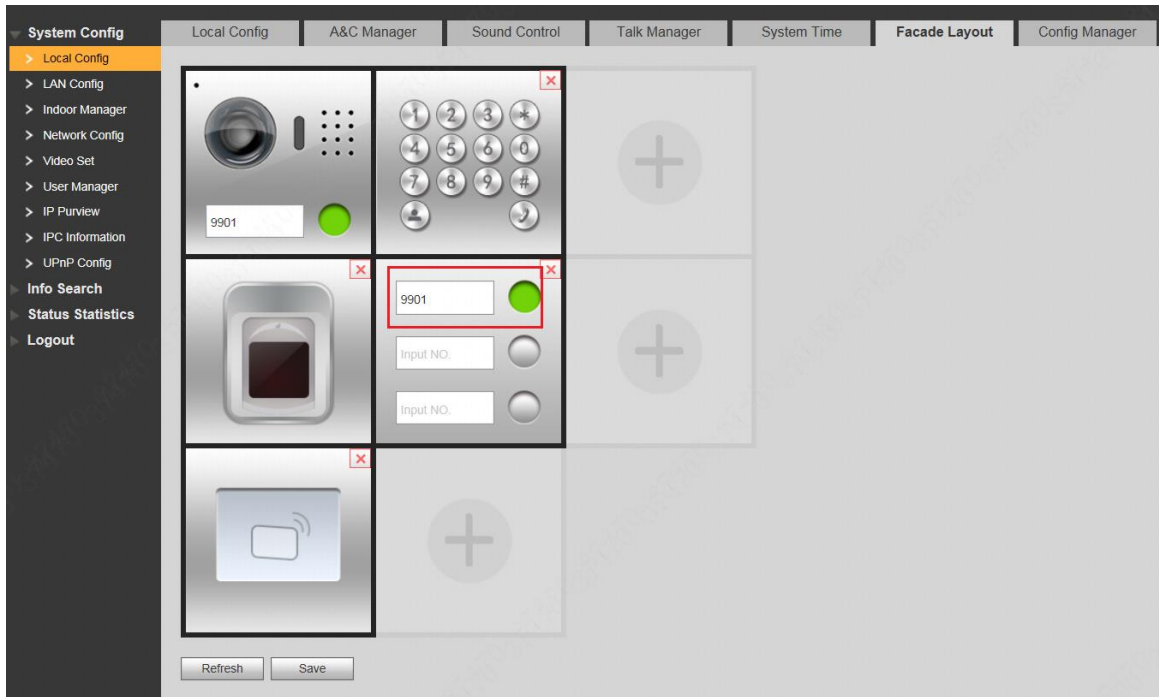 System Config
Local Config
LAN Config
Indoor Manager
Network Config
Video Set
User Manager
IP Purview
IPC Information
UPnP Config
Info Search
Status Statistics
Logout
Local Config A&C Manager Sound Control Talk Manager System Time Facade Layout Config Manager
9901
1 2 3 *
4 5 6 0
7 8 9 #
9901
Input NO.
Input NO.
Refresh Save